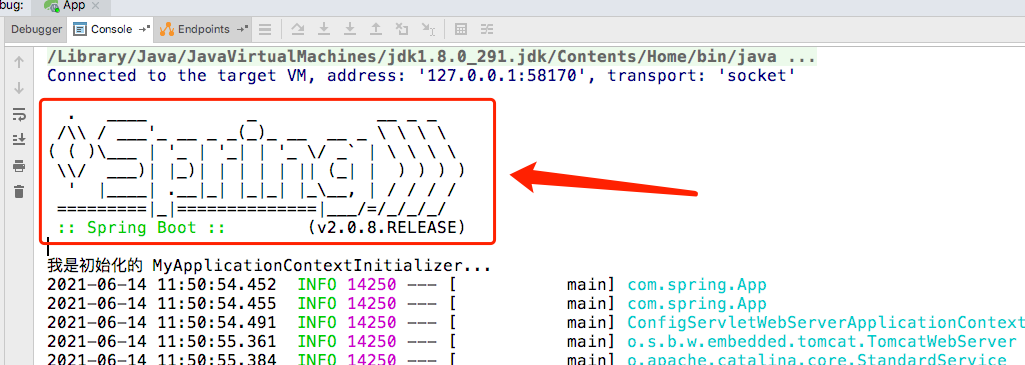 bug: App
Debugger Console Endpoints
/Library/Java/JavaVirtualMachines/jdk1.8.0_291.jdk/Contents/Home/bin/java ...
Connected to the target VM, address: '127.0.0.1:58170', transport: 'socket'
  .   ____          _            __ _ _
 /\\ / ___'_ __ _ _(_)_ __  __ _ \ \ \ \
( ( )\___ | '_ | '_| | '_ \/ _` | \ \ \ \
 \\/  ___)| |_)| | | | | || (_| |  ) ) ) )
  '  |____| .__|_| |_|_| |_\__, | / / / /
 =========|_|==============|___/=/_/_/_/
 :: Spring Boot ::        (v2.0.8.RELEASE)
我是初始化的 MyApplicationContextInitializer...
2021-06-14 11:50:54.452  INFO 14250 --- [           main] com.spring.App
2021-06-14 11:50:54.455  INFO 14250 --- [           main] com.spring.App
2021-06-14 11:50:54.491  INFO 14250 --- [           main] ConfigServletWebServerApplicationContext
2021-06-14 11:50:55.361  INFO 14250 --- [           main] o.s.b.w.embedded.tomcat.TomcatWebServer
2021-06-14 11:50:55.384  INFO 14250 --- [           main] o.apache.catalina.core.StandardService